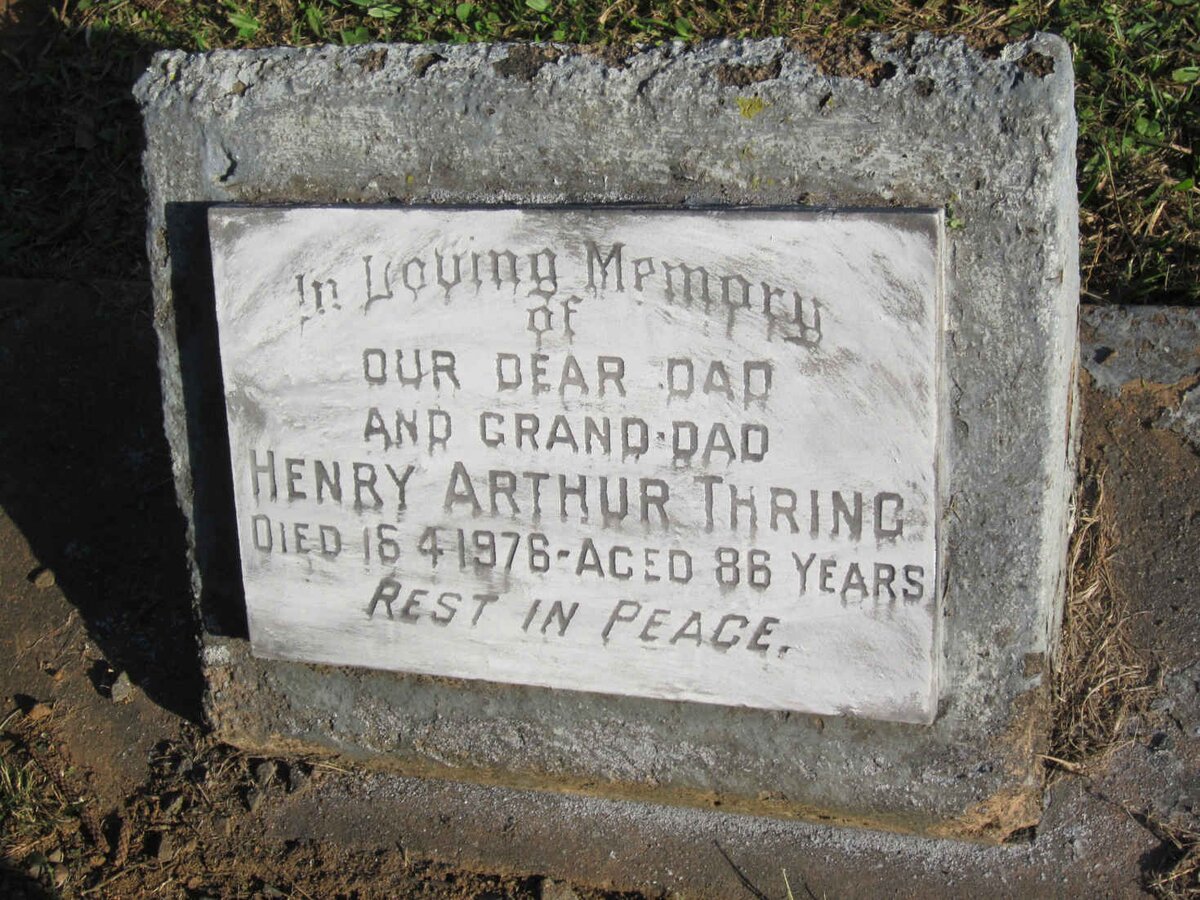 In Loving Memory
of
OUR DEAR DAD
AND GRAND-DAD
HENRY ARTHUR THRING
DIED 16 4 1976 - AGED 86 YEARS
REST IN PEACE.